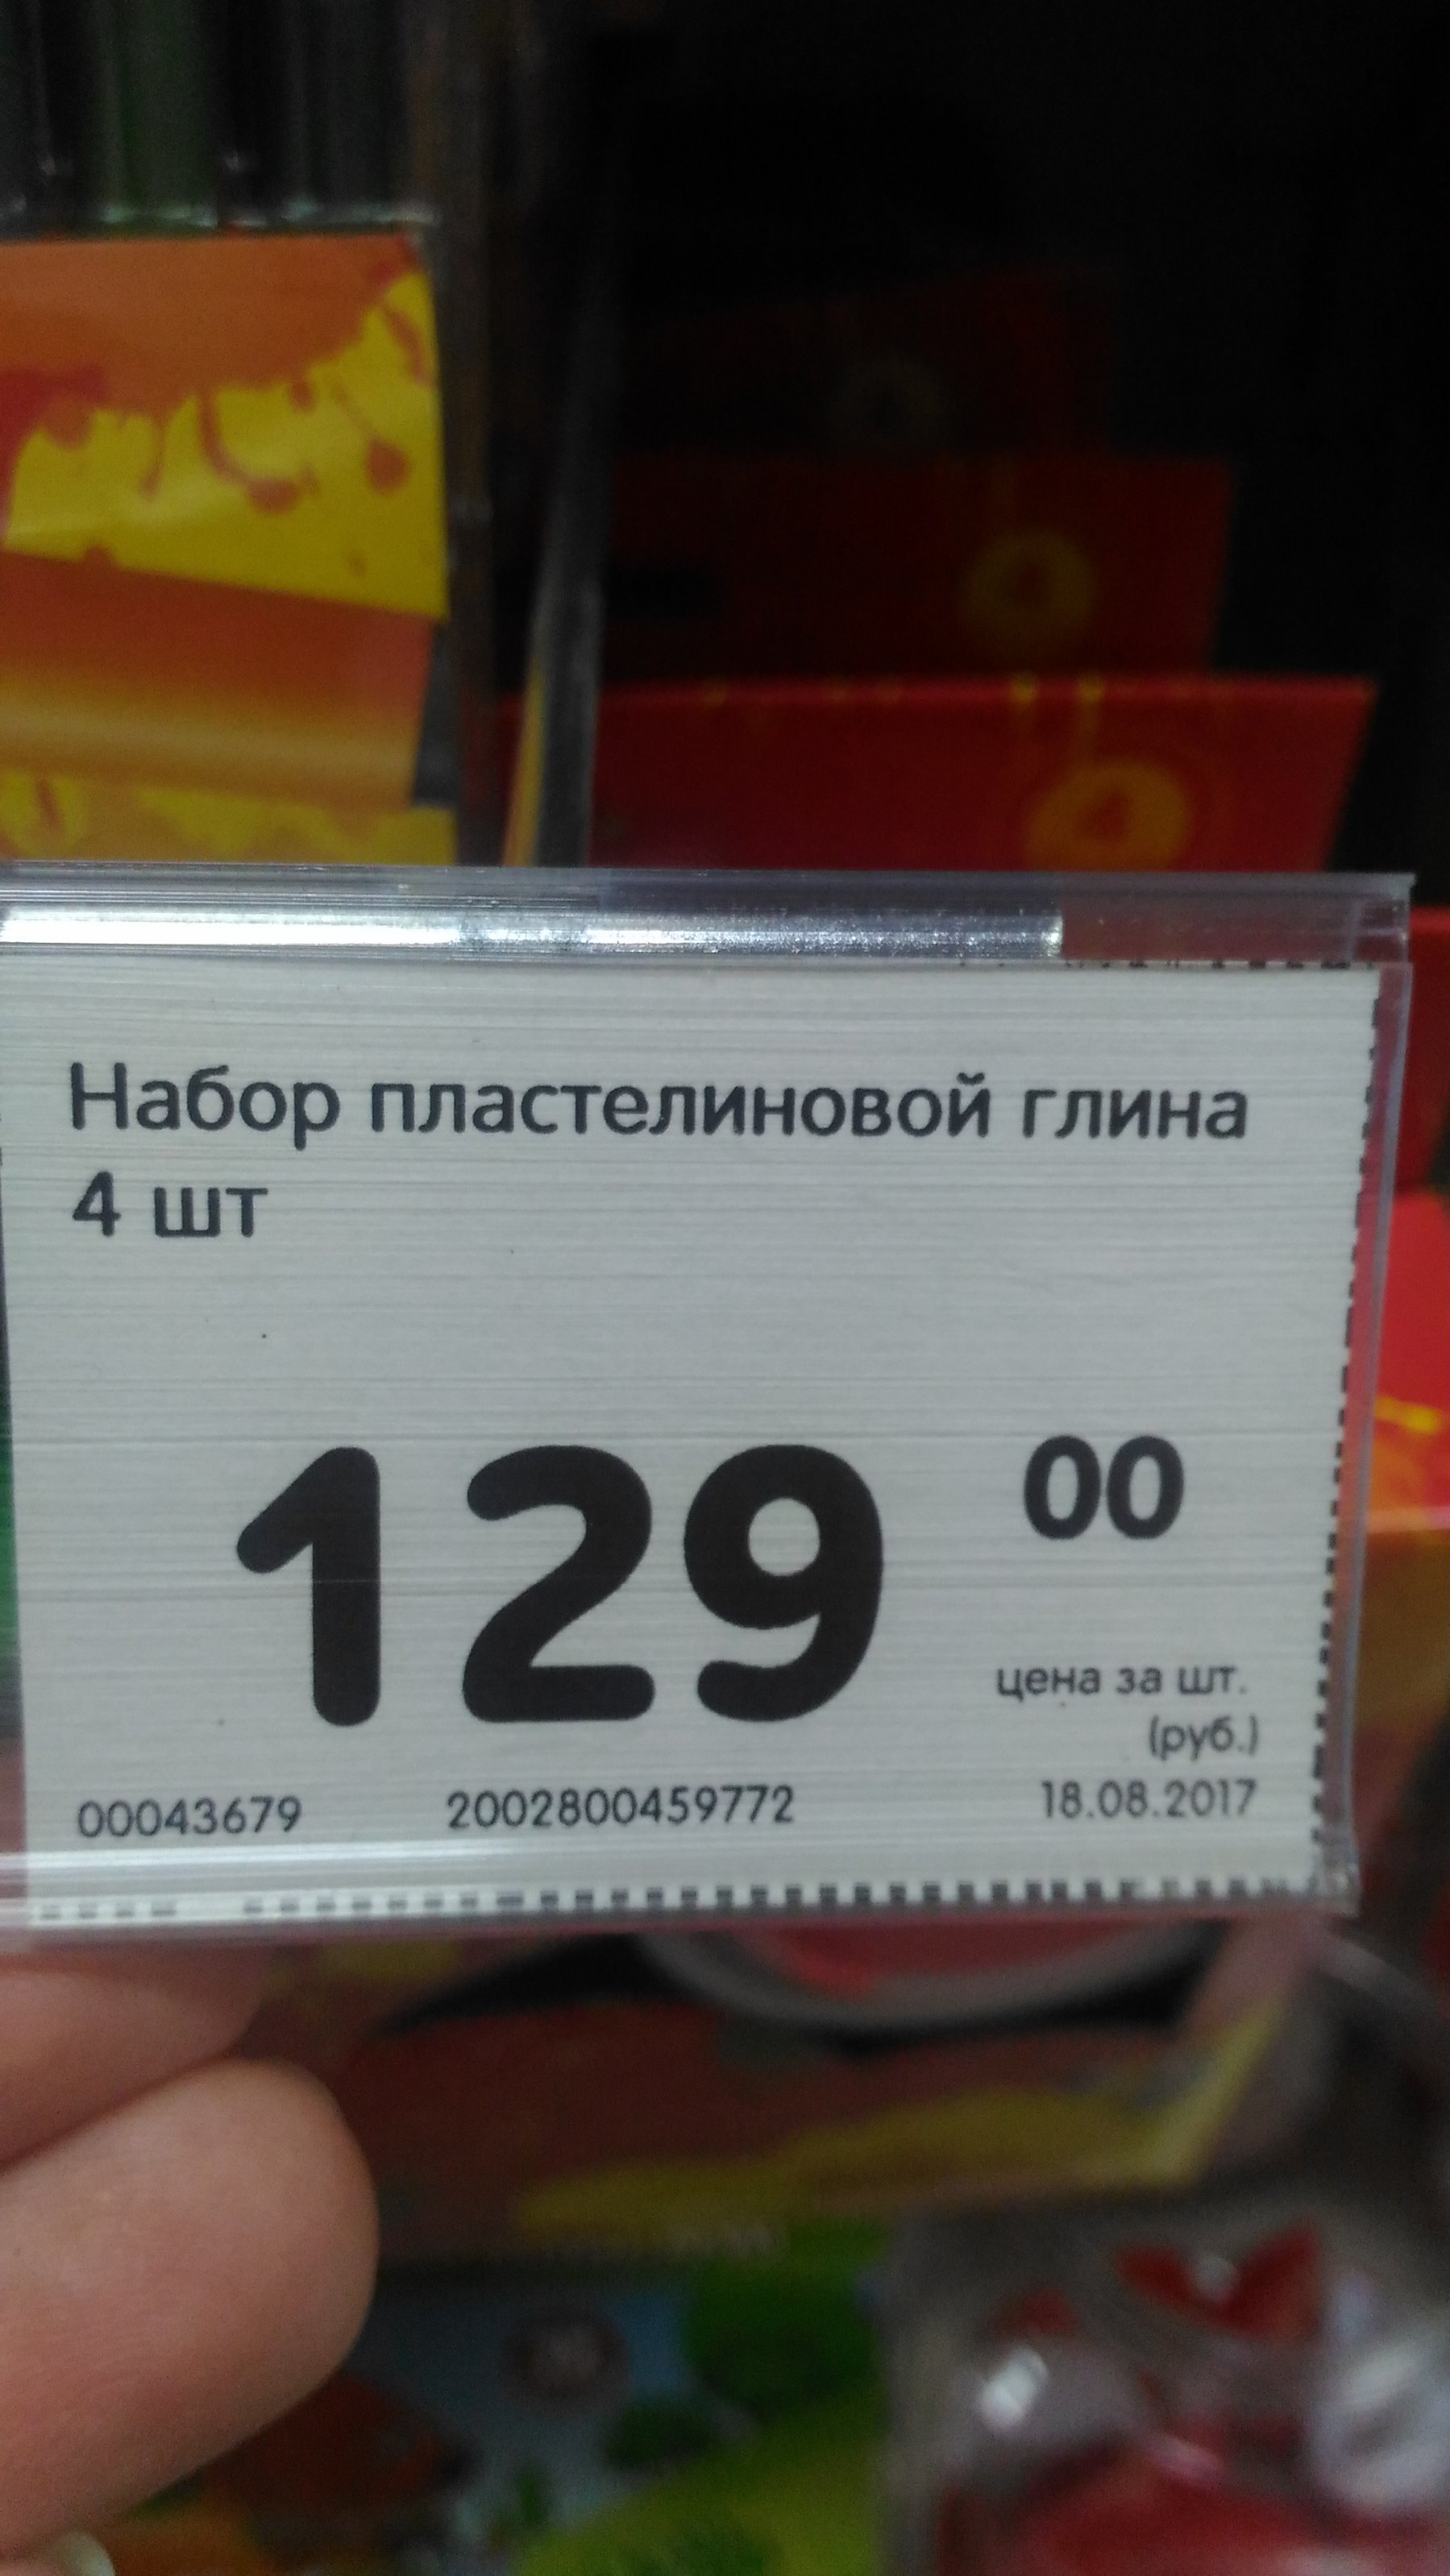 Набор пластелиновой глина
4 шт
129 00
цена за шт.
(руб.)
00043679 2002800459772 18.08.2017